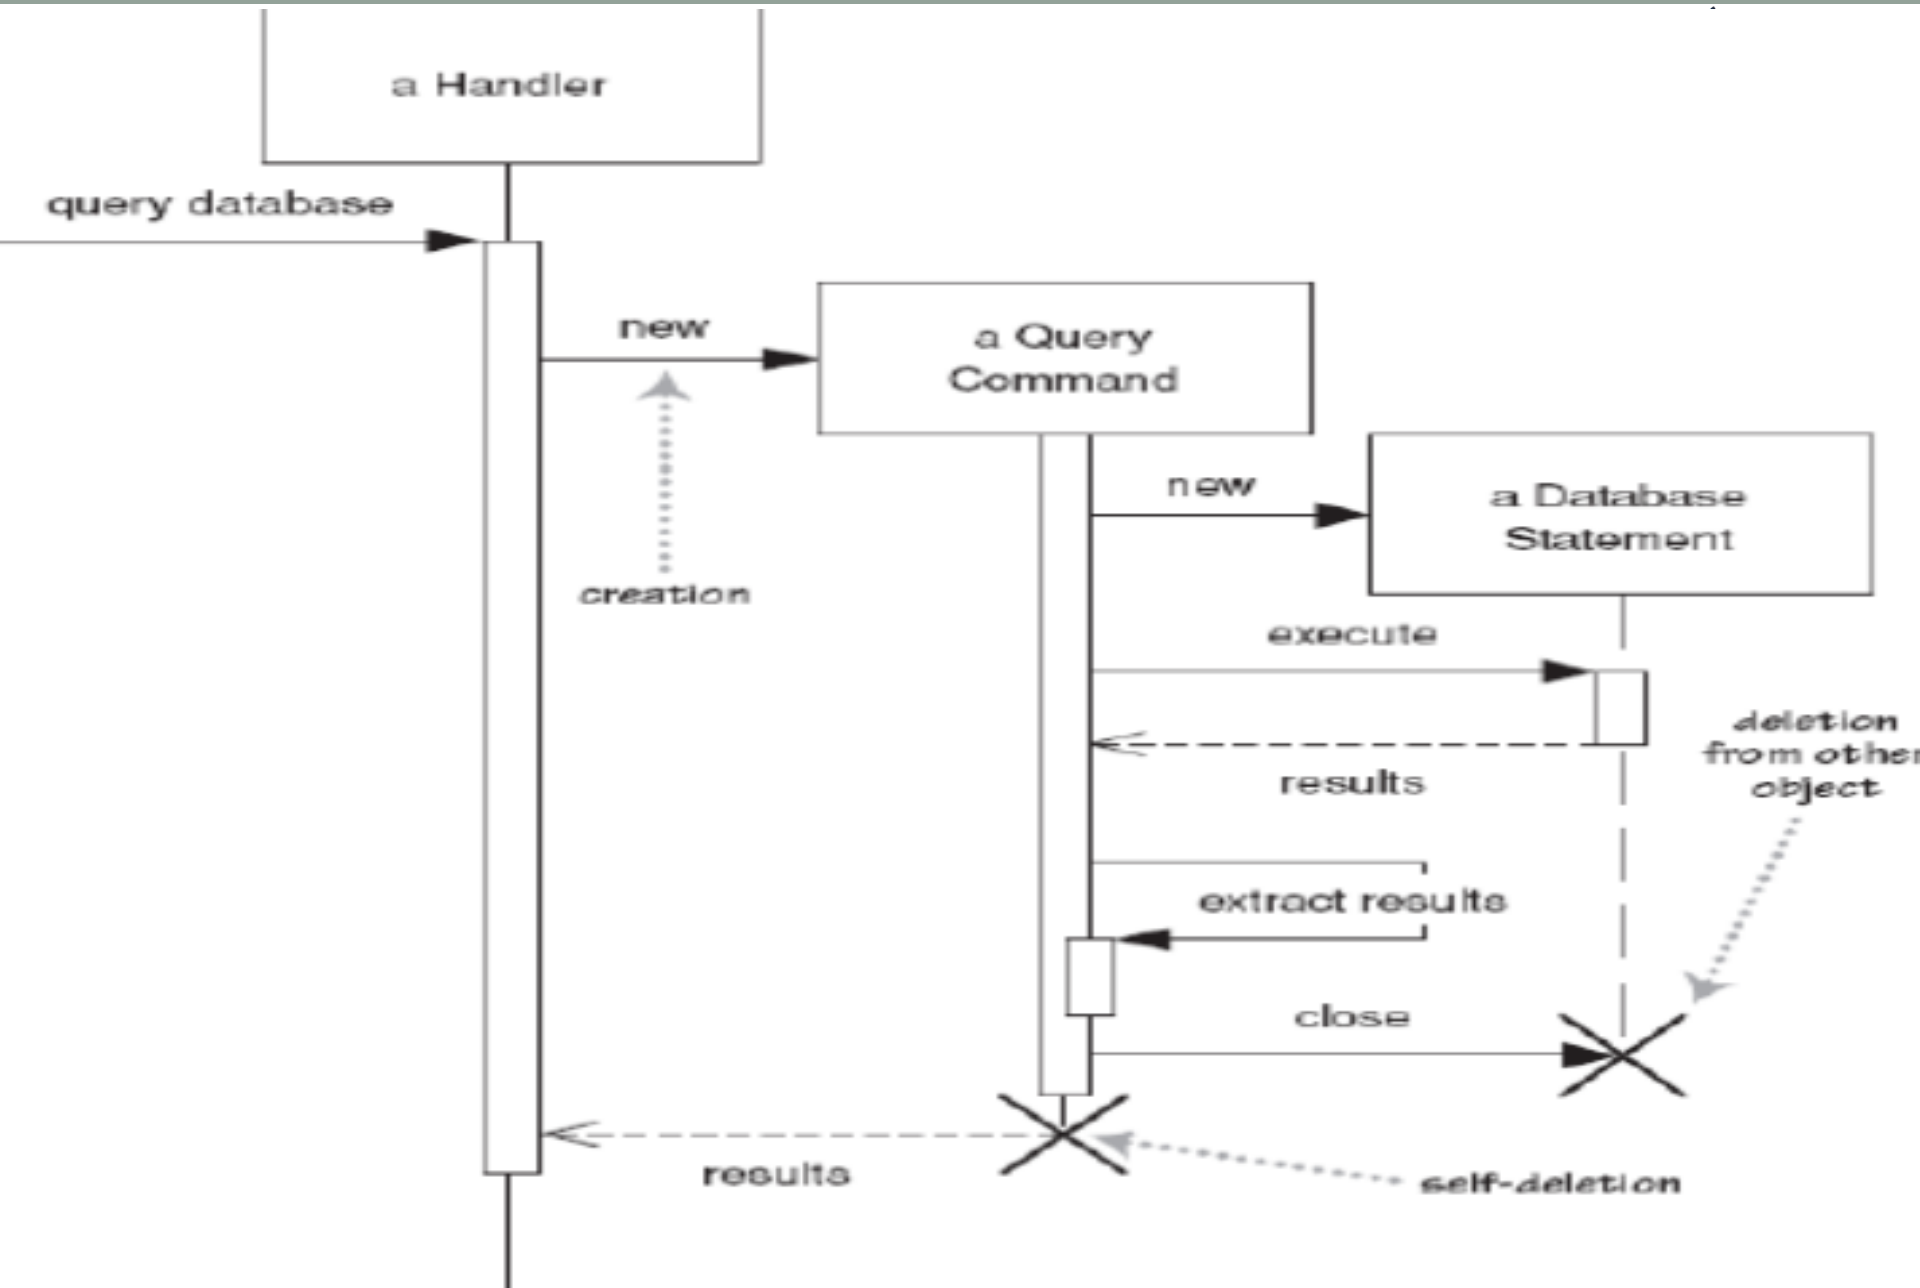 a Handler
query database
new
a Query
Command
new
a Database
Statement
creation
execute
deletion
from other
object
results
extract results
close
results
self-deletion